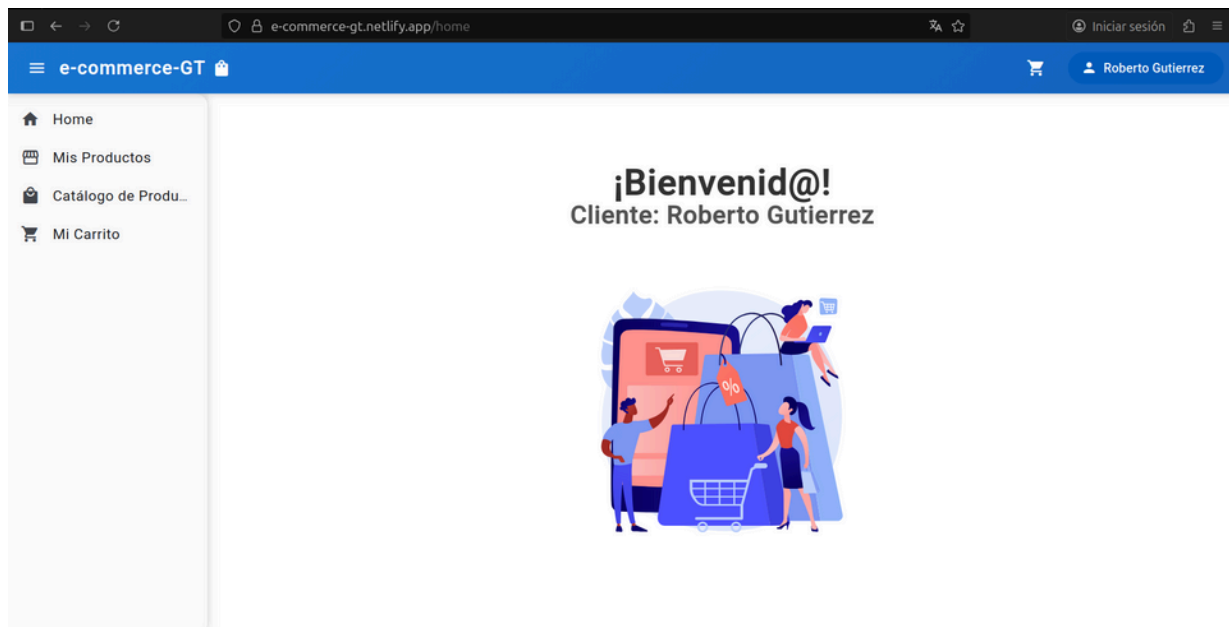 e-commerce-gt.netlify.app/home
Iniciar sesión
e-commerce-GT
Roberto Gutierrez
Home
Mis Productos
Catálogo de Produ...
Mi Carrito
¡Bienvenid@!
Cliente: Roberto Gutierrez
%